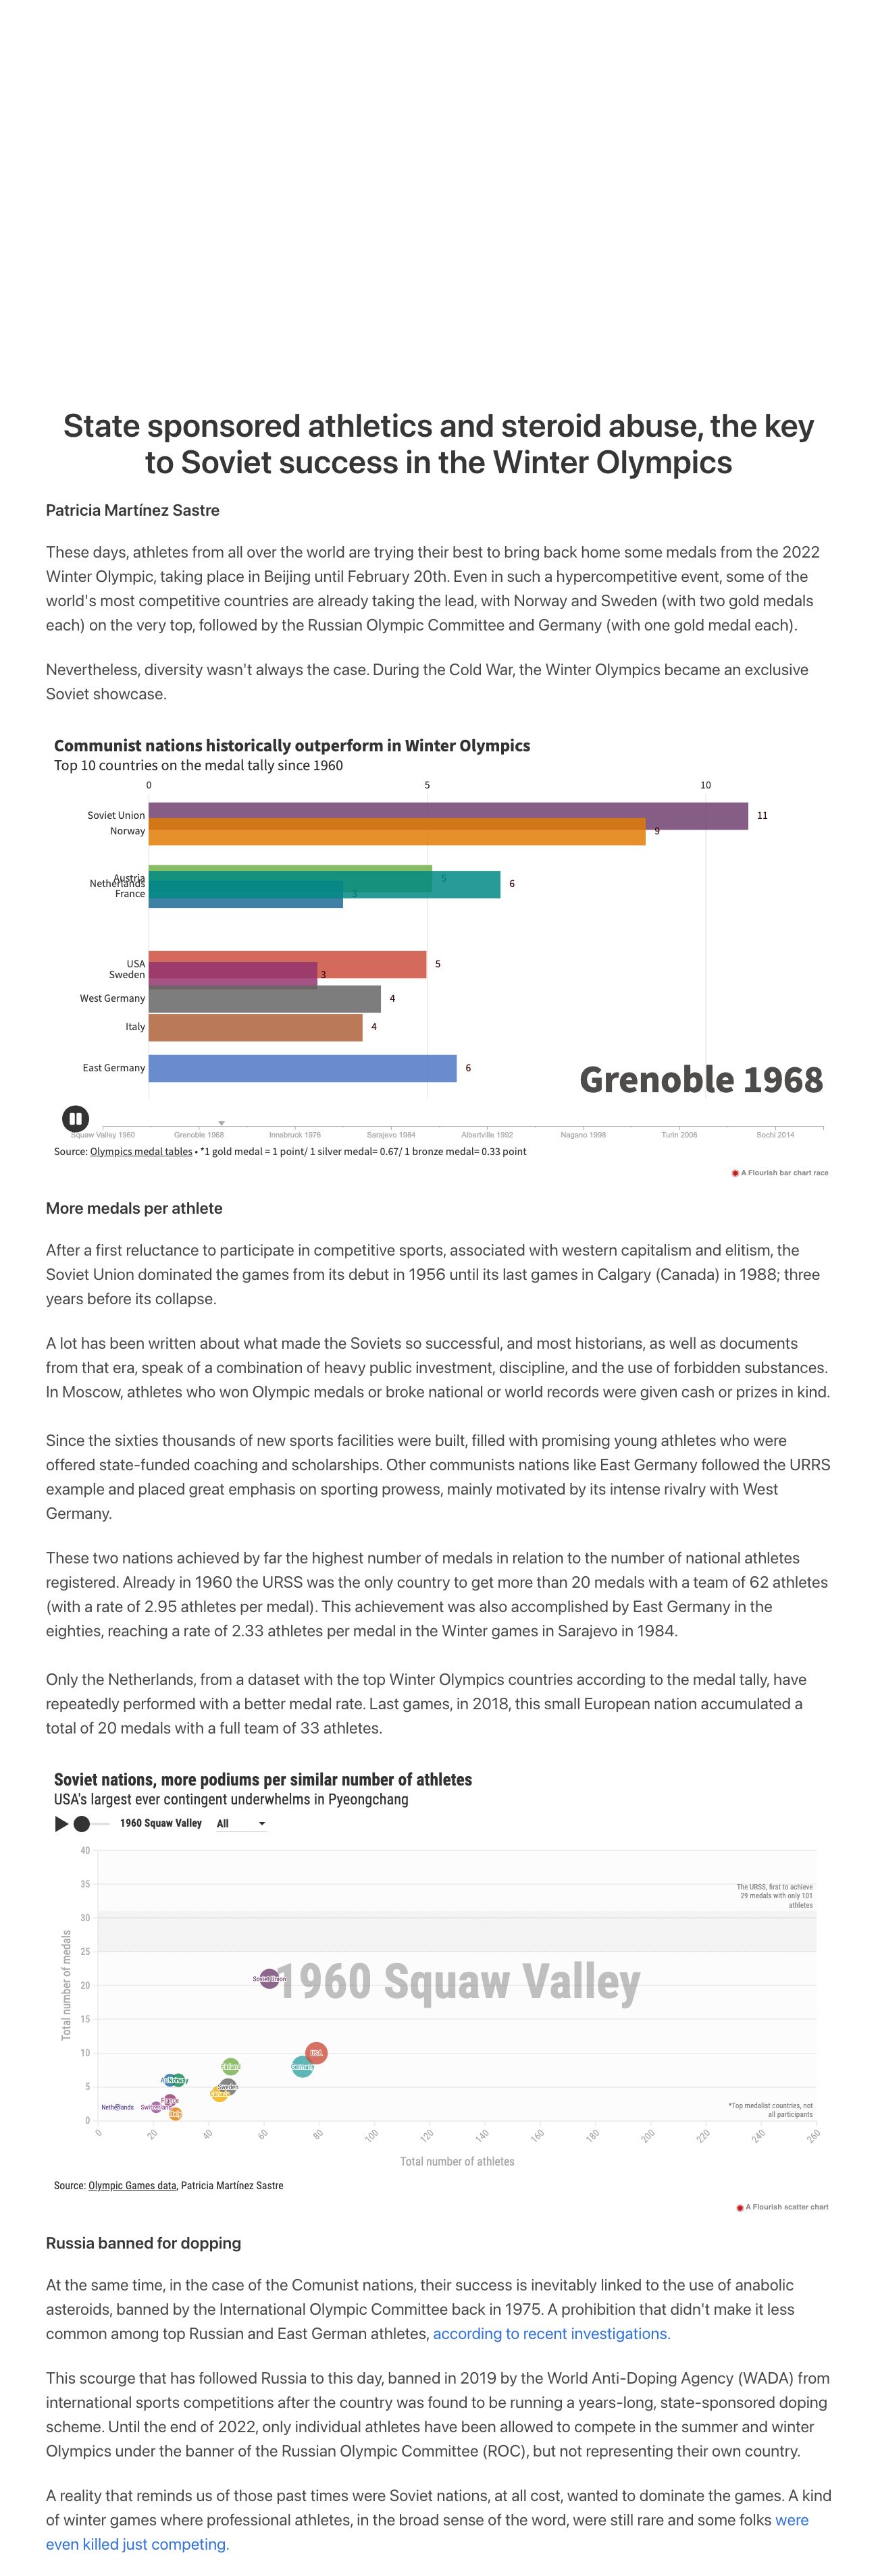 State sponsored athletics and steroid abuse, the key
to Soviet success in the Winter Olympics
Patricia Martínez Sastre
These days, athletes from all over the world are trying their best to bring back home some medals from the 2022
Winter Olympic, taking place in Beijing until February 20th. Even in such a hypercompetitive event, some of the
world's most competitive countries are already taking the lead, with Norway and Sweden (with two gold medals
each) on the very top, followed by the Russian Olympic Committee and Germany (with one gold medal each).
Nevertheless, diversity wasn't always the case. During the Cold War, the Winter Olympics became an exclusive
Soviet showcase.
Communist nations historically outperform in Winter Olympics
Top 10 countries on the medal tally since 1960
0 5 10
Soviet Union 11
Norway 9
Austria 5
Netherlands 6
France 3
USA 5
Sweden 3
West Germany 4
Italy 4
East Germany 6
Grenoble 1968
Squaw Valley 1960 Grenoble 1968 Innsbruck 1976 Sarajevo 1984 Albertville 1992 Nagano 1998 Turin 2006 Sochi 2014
Source: Olympics medal tables • *1 gold medal = 1 point/ 1 silver medal= 0.67/ 1 bronze medal= 0.33 point
A Flourish bar chart race
More medals per athlete
After a first reluctance to participate in competitive sports, associated with western capitalism and elitism, the
Soviet Union dominated the games from its debut in 1956 until its last games in Calgary (Canada) in 1988; three
years before its collapse.
A lot has been written about what made the Soviets so successful, and most historians, as well as documents
from that era, speak of a combination of heavy public investment, discipline, and the use of forbidden substances.
In Moscow, athletes who won Olympic medals or broke national or world records were given cash or prizes in kind.
Since the sixties thousands of new sports facilities were built, filled with promising young athletes who were
offered state-funded coaching and scholarships. Other communists nations like East Germany followed the URRS
example and placed great emphasis on sporting prowess, mainly motivated by its intense rivalry with West
Germany.
These two nations achieved by far the highest number of medals in relation to the number of national athletes
registered. Already in 1960 the URSS was the only country to get more than 20 medals with a team of 62 athletes
(with a rate of 2.95 athletes per medal). This achievement was also accomplished by East Germany in the
eighties, reaching a rate of 2.33 athletes per medal in the Winter games in Sarajevo in 1984.
Only the Netherlands, from a dataset with the top Winter Olympics countries according to the medal tally, have
repeatedly performed with a better medal rate. Last games, in 2018, this small European nation accumulated a
total of 20 medals with a full team of 33 athletes.
Soviet nations, more podiums per similar number of athletes
USA's largest ever contingent underwhelms in Pyeongchang
1960 Squaw Valley All
40
35
The URSS, first to achieve
29 medals with only 101
athletes
30
25
Soviet Union
1960 Squaw Valley
20
15
Total number of medals
10
USA
Finland
Germany
Norway
Sweden
5
Canada
France
Netherlands
Switzerland
Italy
*Top medalist countries, not
all participants
0
0 20 40 60 80 100 120 140 160 180 200 220 240 260
Total number of athletes
Source: Olympic Games data, Patricia Martínez Sastre
A Flourish scatter chart
Russia banned for dopping
At the same time, in the case of the Comunist nations, their success is inevitably linked to the use of anabolic
asteroids, banned by the International Olympic Committee back in 1975. A prohibition that didn't make it less
common among top Russian and East German athletes, according to recent investigations.
This scourge that has followed Russia to this day, banned in 2019 by the World Anti-Doping Agency (WADA) from
international sports competitions after the country was found to be running a years-long, state-sponsored doping
scheme. Until the end of 2022, only individual athletes have been allowed to compete in the summer and winter
Olympics under the banner of the Russian Olympic Committee (ROC), but not representing their own country.
A reality that reminds us of those past times were Soviet nations, at all cost, wanted to dominate the games. A kind
of winter games where professional athletes, in the broad sense of the word, were still rare and some folks were
even killed just competing.